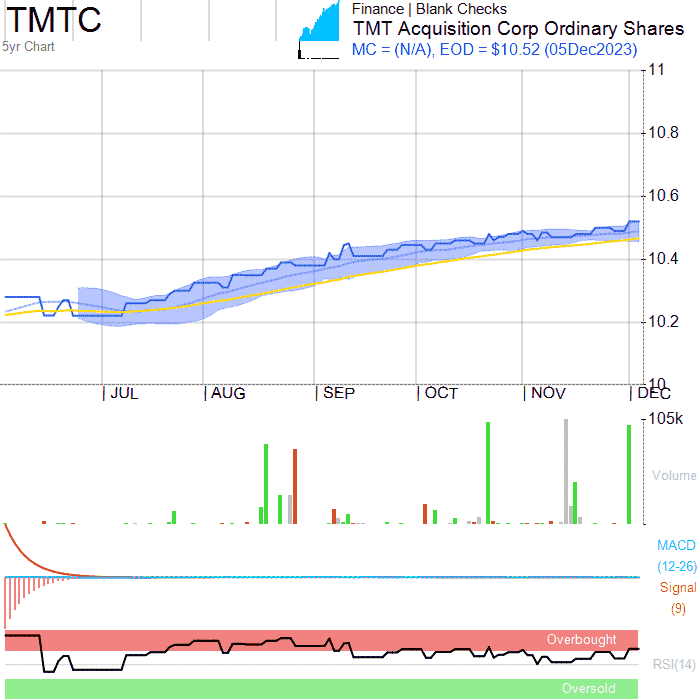 TMTC
5yr Chart
Finance | Blank Checks
TMT Acquisition Corp Ordinary Shares
MC = (N/A), EOD = $10.52 (05Dec2023)
11
10.8
10.6
10.4
10.2
10
| JUL | AUG | SEP | OCT | NOV | DEC
105k
Volume
MACD
(12-26)
Signal
(9)
Overbought
RSI(14)
Oversold